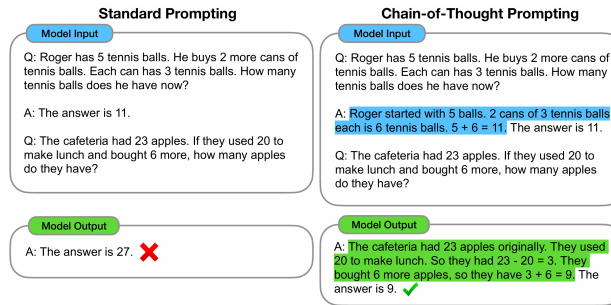 Standard Prompting
Model Input
Q: Roger has 5 tennis balls. He buys 2 more cans of
tennis balls. Each can has 3 tennis balls. How many
tennis balls does he have now?
A: The answer is 11.
Q: The cafeteria had 23 apples. If they used 20 to
make lunch and bought 6 more, how many apples
do they have?
Model Output
A: The answer is 27.
Chain-of-Thought Prompting
Model Input
Q: Roger has 5 tennis balls. He buys 2 more cans of
tennis balls. Each can has 3 tennis balls. How many
tennis balls does he have now?
A: Roger started with 5 balls. 2 cans of 3 tennis balls
each is 6 tennis balls. 5 + 6 = 11. The answer is 11.
Q: The cafeteria had 23 apples. If they used 20 to
make lunch and bought 6 more, how many apples
do they have?
Model Output
A: The cafeteria had 23 apples originally. They used
20 to make lunch. So they had 23 - 20 = 3. They
bought 6 more apples, so they have 3 + 6 = 9. The
answer is 9.